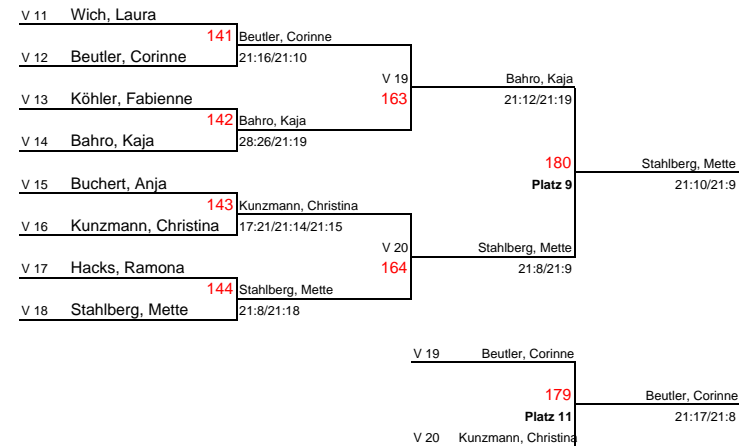 V 11 Wich, Laura
141 Beutler, Corinne
V 12 Beutler, Corinne 21:16/21:10
V 19 Bahro, Kaja
V 13 Köhler, Fabienne 163 21:12/21:19
142 Bahro, Kaja
V 14 Bahro, Kaja 28:26/21:19
180 Stahlberg, Mette
V 15 Buchert, Anja Platz 9 21:10/21:9
143 Kunzmann, Christina
V 16 Kunzmann, Christina 17:21/21:14/21:15
V 20 Stahlberg, Mette
V 17 Hacks, Ramona 164 21:8/21:9
144 Stahlberg, Mette
V 18 Stahlberg, Mette 21:8/21:18
V 19 Beutler, Corinne
179 Beutler, Corinne
Platz 11 21:17/21:8
V 20 Kunzmann, Christina